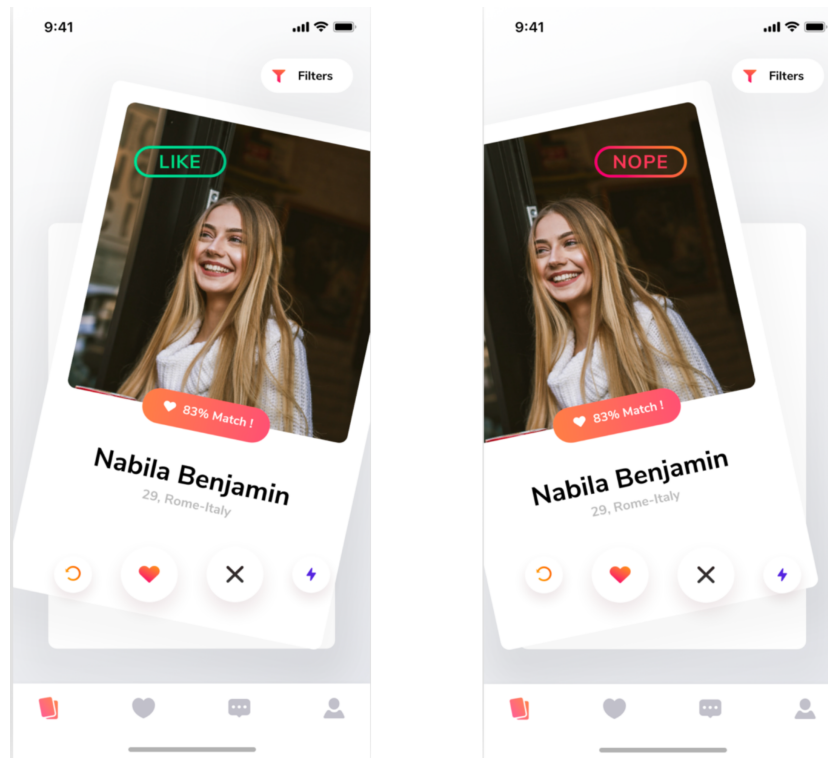 9:41
Filters
LIKE
83% Match !
Nabila Benjamin
29, Rome-Italy
9:41
Filters
NOPE
83% Match !
Nabila Benjamin
29, Rome-Italy